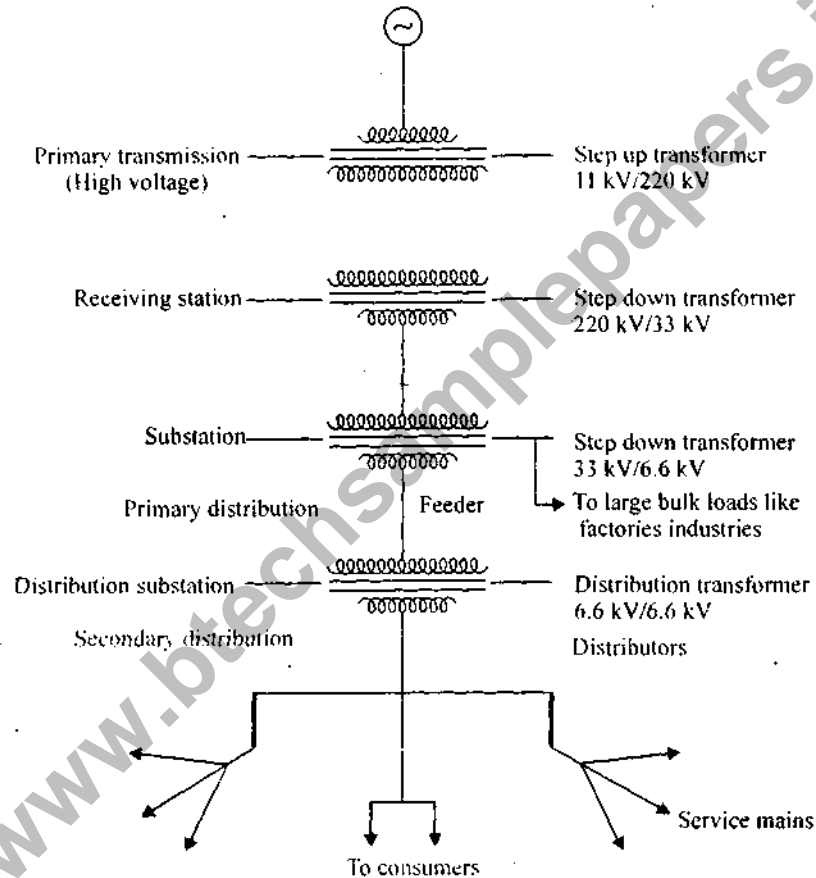 ~
Primary transmission
(High voltage)
Step up transformer
11 kV/220 kV
Receiving station
Step down transformer
220 kV/33 kV
Substation
Step down transformer
33 kV/6.6 kV
Primary distribution
Feeder
To large bulk loads like
factories industries
Distribution substation
Distribution transformer
6.6 kV/6.6 kV
Secondary distribution
Distributors
Service mains
To consumers
www.btechsamplepapers